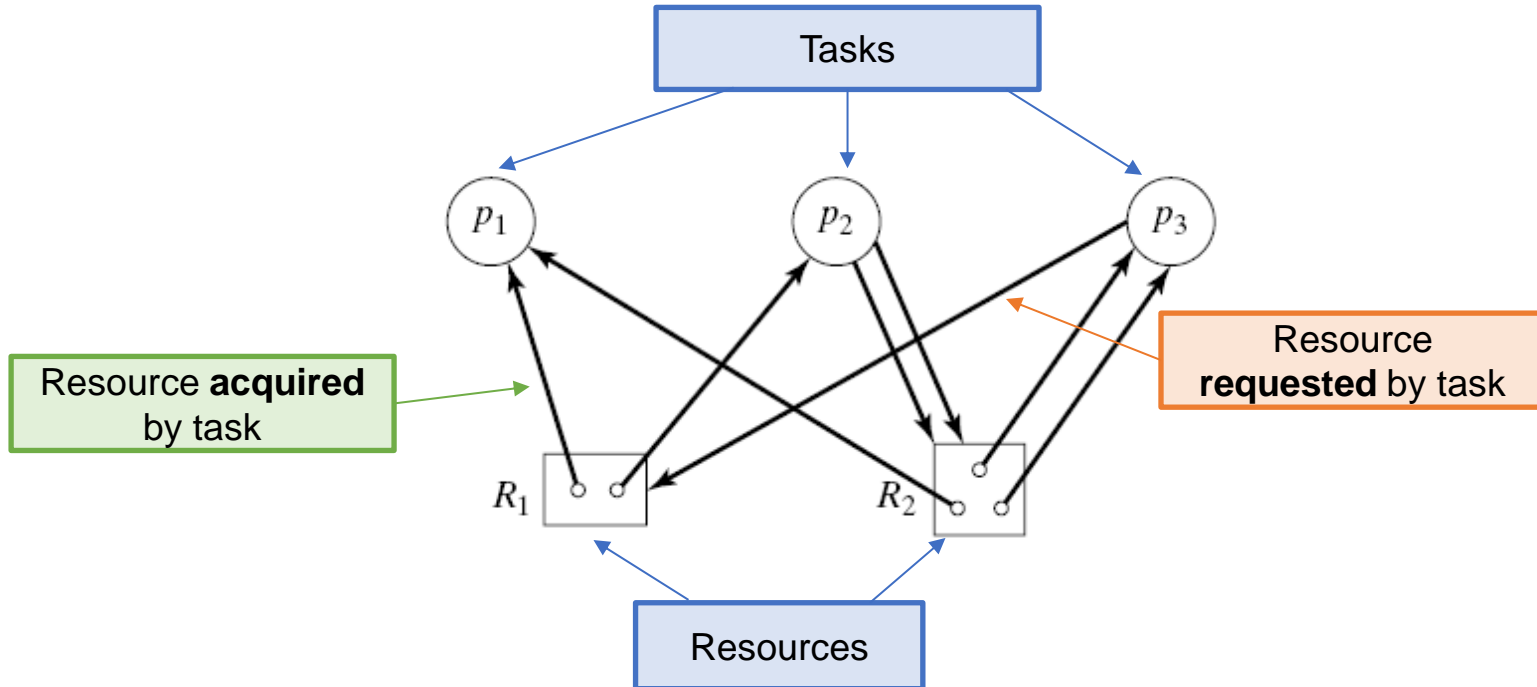 Tasks
p1
p2
p3
Resource acquired
by task
Resource
requested by task
R1
R2
Resources